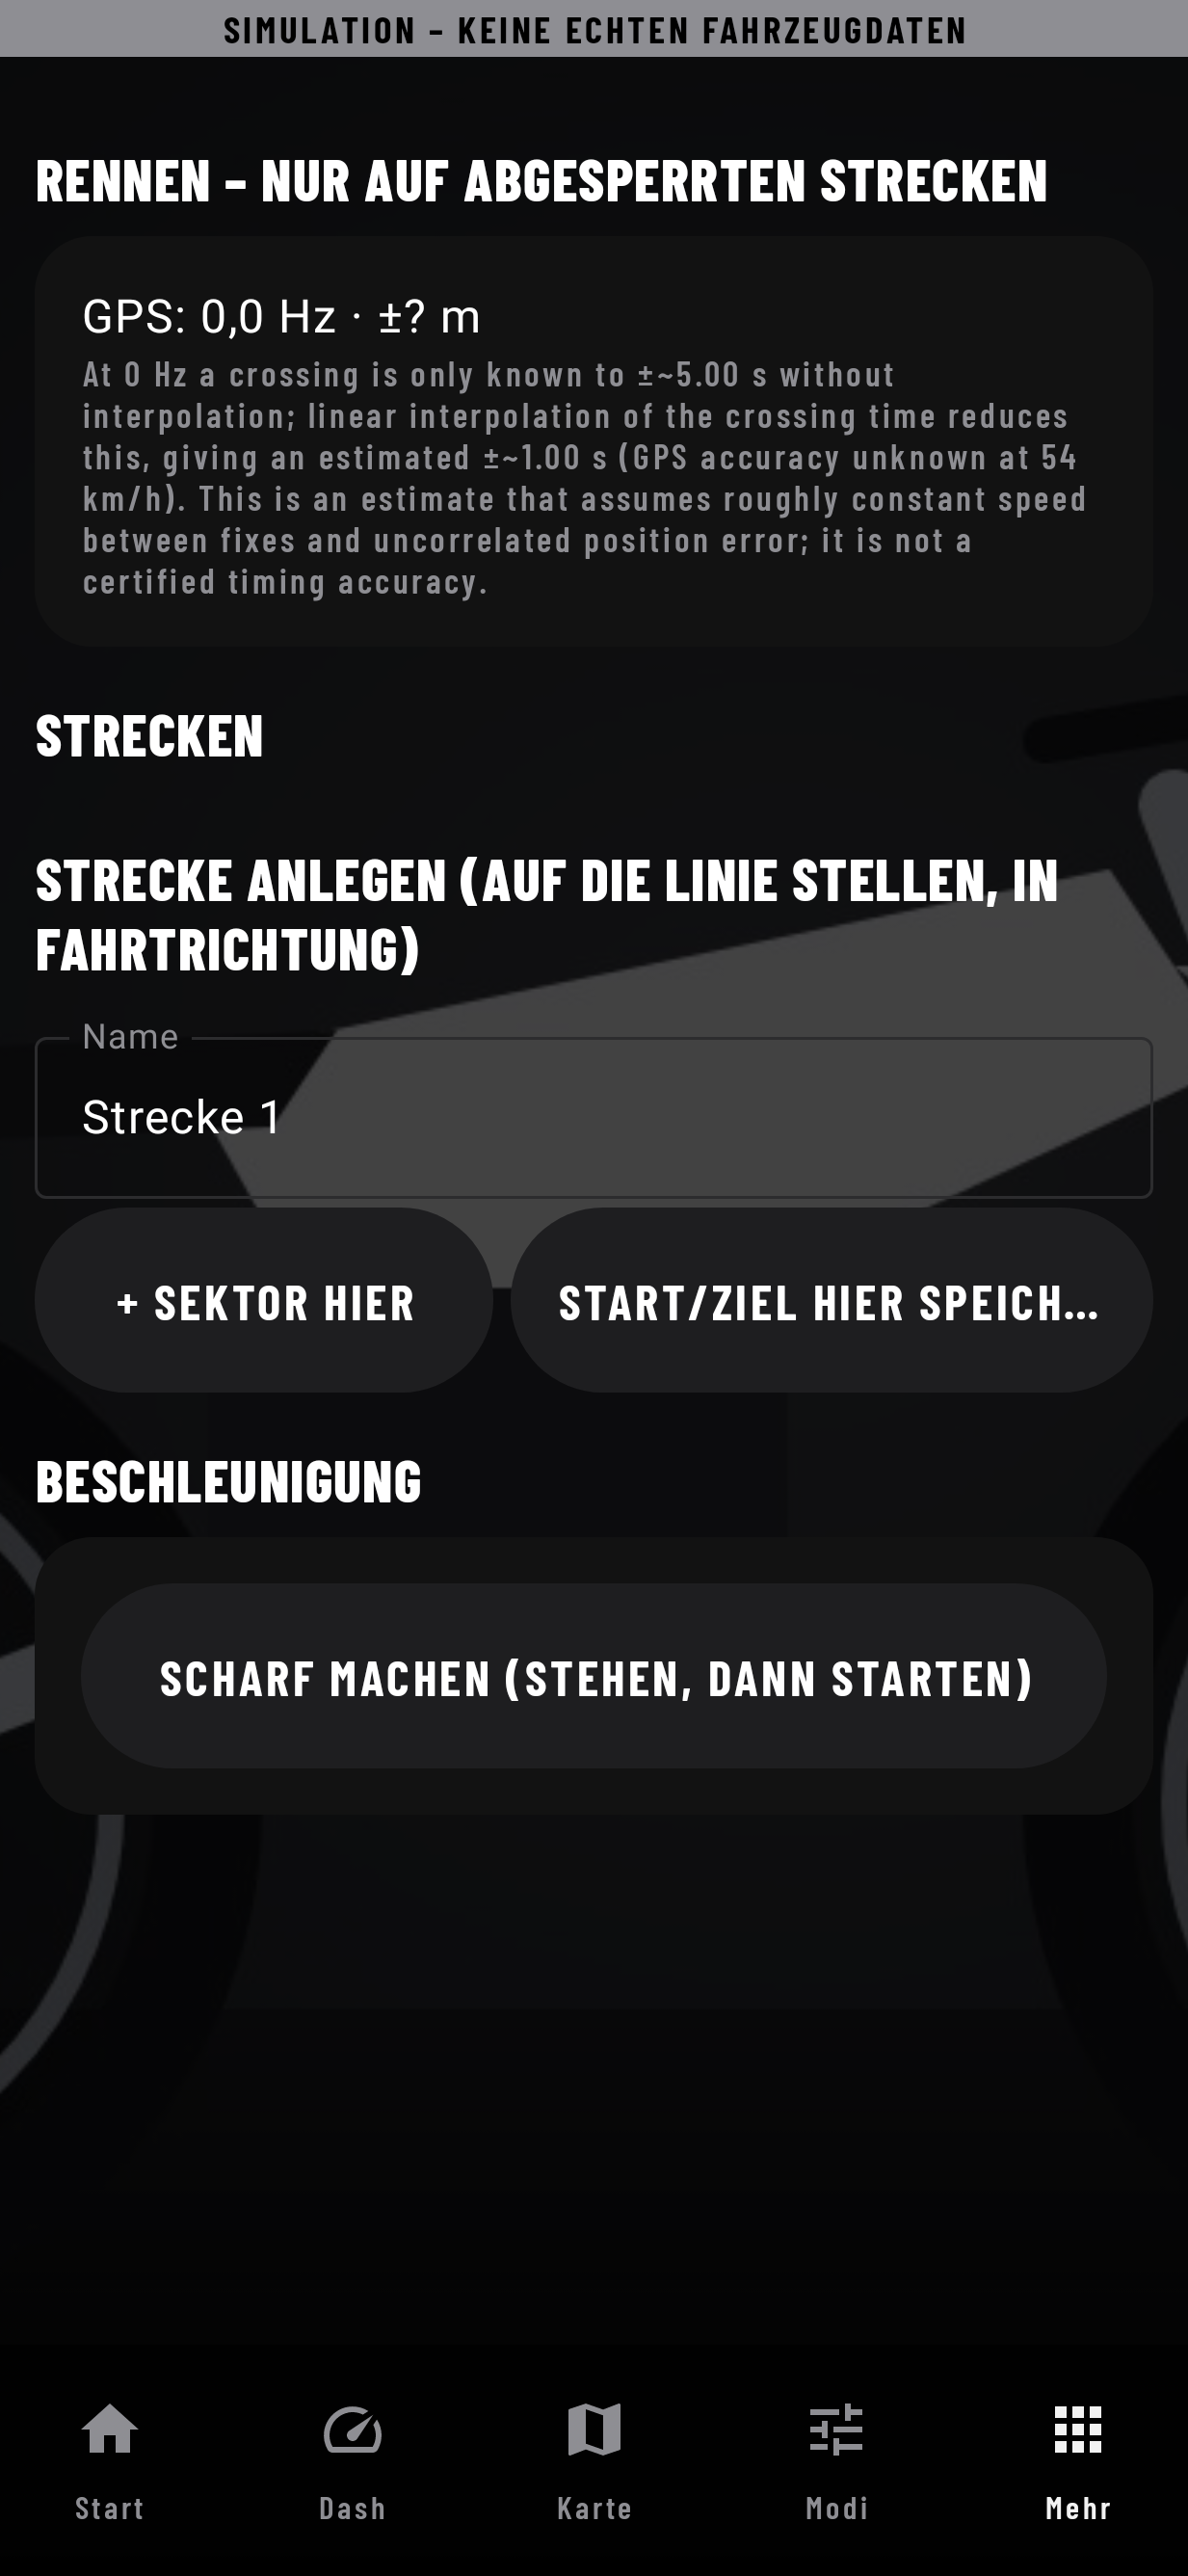 SIMULATION – KEINE ECHTEN FAHRZEUGDATEN
RENNEN – NUR AUF ABGESPERRTEN STRECKEN
GPS: 0,0 Hz · ±? m
At 0 Hz a crossing is only known to ±~5.00 s without
interpolation; linear interpolation of the crossing time reduces
this, giving an estimated ±~1.00 s (GPS accuracy unknown at 54
km/h). This is an estimate that assumes roughly constant speed
between fixes and uncorrelated position error; it is not a
certified timing accuracy.
STRECKEN
STRECKE ANLEGEN (AUF DIE LINIE STELLEN, IN
FAHRTRICHTUNG)
Name
Strecke 1
+ SEKTOR HIER
START/ZIEL HIER SPEICH…
BESCHLEUNIGUNG
SCHARF MACHEN (STEHEN, DANN STARTEN)
Start
Dash
Karte
Modi
Mehr